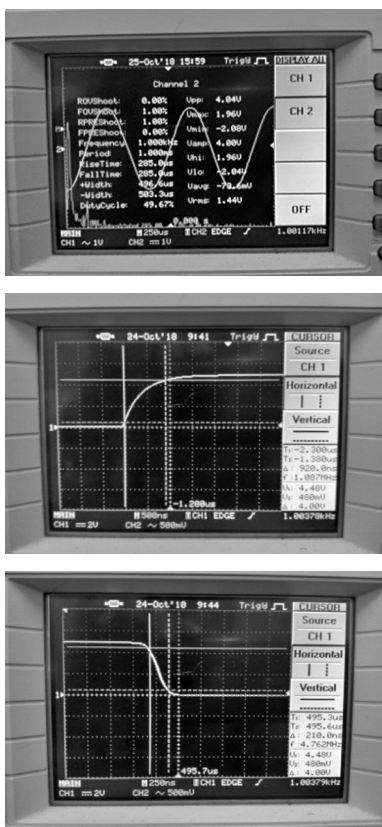 25-Oct'18 15:59 Trig'd DISPLAY ALL
Channel 2
CH 1
ROVShoot: 0.00% Vpp: 4.04V
FOVShoot: 1.00% Vmax: 1.96V
RPREShoot: 1.00% Vmin: -2.08V
CH 2
FPREShoot: 0.00% Vamp: 4.00V
Frequency: 1.000kHz Vhi: 1.96V
Period: 1.000ms Vlo: -2.04V
RiseTime: 285.0us
FallTime: 285.0us Vavg:
+Width: 496.6us Vrms: 1.44V
-Width: 503.3us
DutyCycle: 49.67%
OFF
0.000 s
MAIN M 250us CH2 EDGE 1.00117kHz
CH1 ~ 1V CH2 1V
24-Oct'18 9:41 Trig'd CURSOR
Source
CH 1
Horizontal
Vertical
T1:-2.300us
T2:-1.380us
Δ: 920.0ns
f:1.087MHz
V1: 4.48V
V2: 480mV
Δ: 4.00V
-1.280us
MAIN M 500ns CH1 EDGE 1.00378kHz
CH1 2V CH2 ~ 500mV
24-Oct'18 9:44 Trig'd CURSOR
Source
CH 1
Horizontal
Vertical
T1: 495.3us
T2: 495.6us
Δ: 210.0ns
f:4.762MHz
V1: 4.48V
V2: 480mV
Δ: 4.00V
495.7us
MAIN M 250ns CH1 EDGE 1.00379kHz
CH1 2V CH2 ~ 500mV